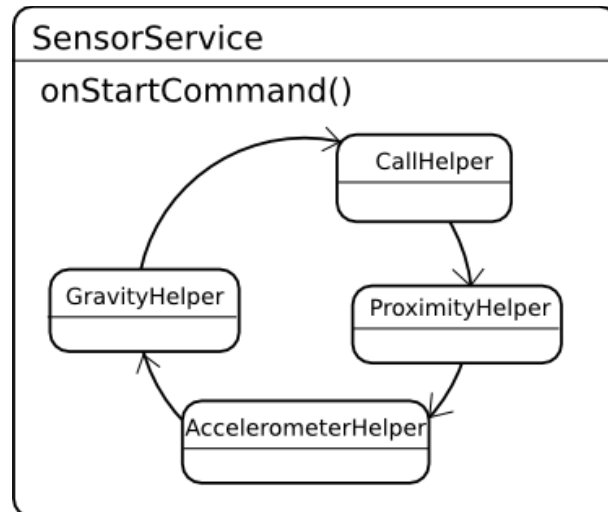 SensorService
onStartCommand()
CallHelper
GravityHelper
ProximityHelper
AccelerometerHelper